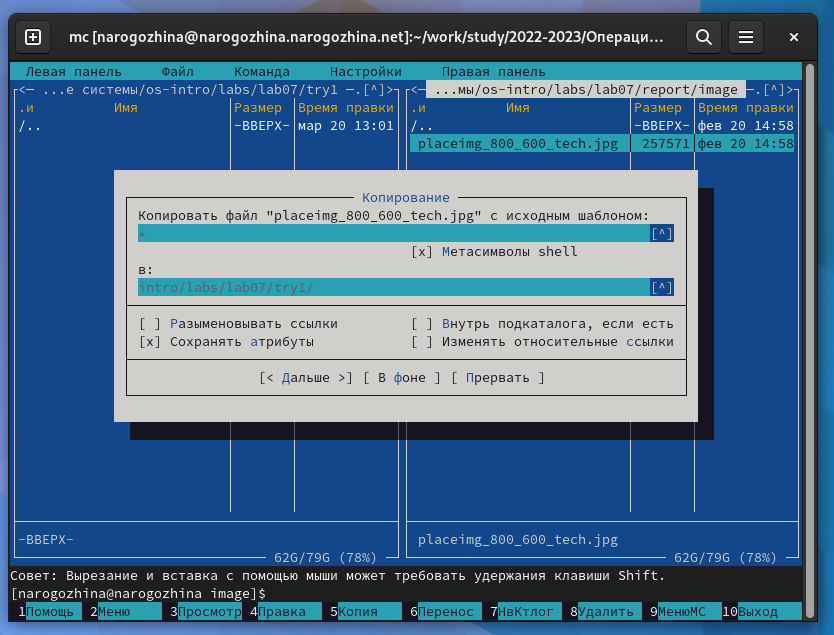 mc [narogozhina@narogozhina.narogozhina.net]:~/work/study/2022-2023/Операци...
Левая панель Файл Команда Настройки Правая панель
<─ ...е системы/os-intro/labs/lab07/try1 ─.[^]> <─ ...мы/os-intro/labs/lab07/report/image ─.[^]>
.и Имя Размер Время правки .и Имя Размер Время правки
/.. -ВВЕРХ- мар 20 13:01 /.. -ВВЕРХ- фев 20 14:58
placeimg_800_600_tech.jpg 257571 фев 20 14:58
Копирование
Копировать файл "placeimg_800_600_tech.jpg" с исходным шаблоном:
* [^]
[x] Метасимволы shell
в:
intro/labs/lab07/try1/ [^]
[ ] Разыменовывать ссылки [ ] Внутрь подкаталога, если есть
[x] Сохранять атрибуты [ ] Изменять относительные ссылки
[< Дальше >] [ В фоне ] [ Прервать ]
-ВВЕРХ- placeimg_800_600_tech.jpg
62G/79G (78%) 62G/79G (78%)
Совет: Вырезание и вставка с помощью мыши может требовать удержания клавиши Shift.
[narogozhina@narogozhina image]$
1Помощь 2Меню 3Просмотр 4Правка 5Копия 6Перенос 7НвКтлог 8Удалить 9МенюMC 10Выход